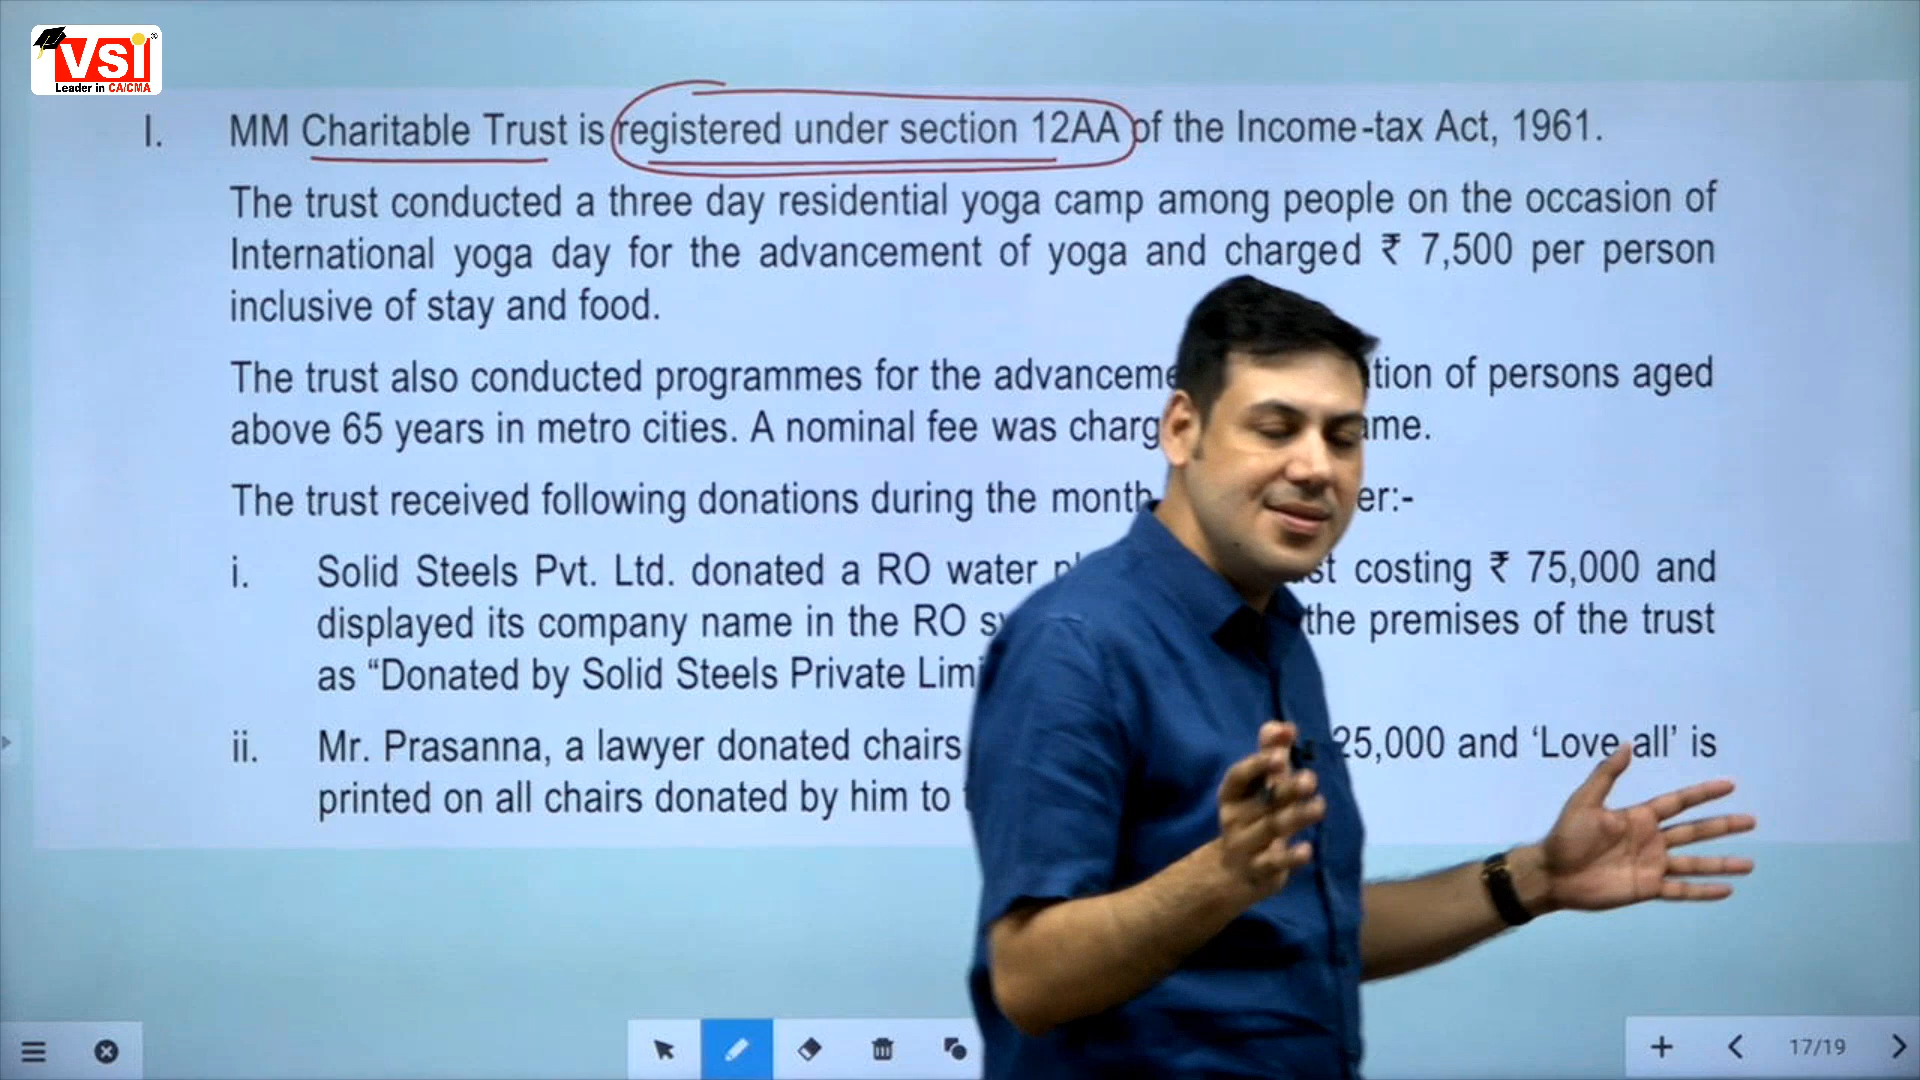 VSI
Leader in CA/CMA
I. MM Charitable Trust is registered under section 12AA of the Income-tax Act, 1961.
The trust conducted a three day residential yoga camp among people on the occasion of
International yoga day for the advancement of yoga and charged ₹ 7,500 per person
inclusive of stay and food.
The trust also conducted programmes for the tion of persons aged
above 65 years in metro cities. A nominal fee was
The trust received following donations during the month
i. Solid Steels Pvt. Ltd. donated a RO water costing ₹ 75,000 and
displayed its company name in the RO the premises of the trust
as “Donated by Solid Steels Private
ii. Mr. Prasanna, a lawyer donated chairs 25,000 and ‘Love all’ is
printed on all chairs donated by him to
17/19